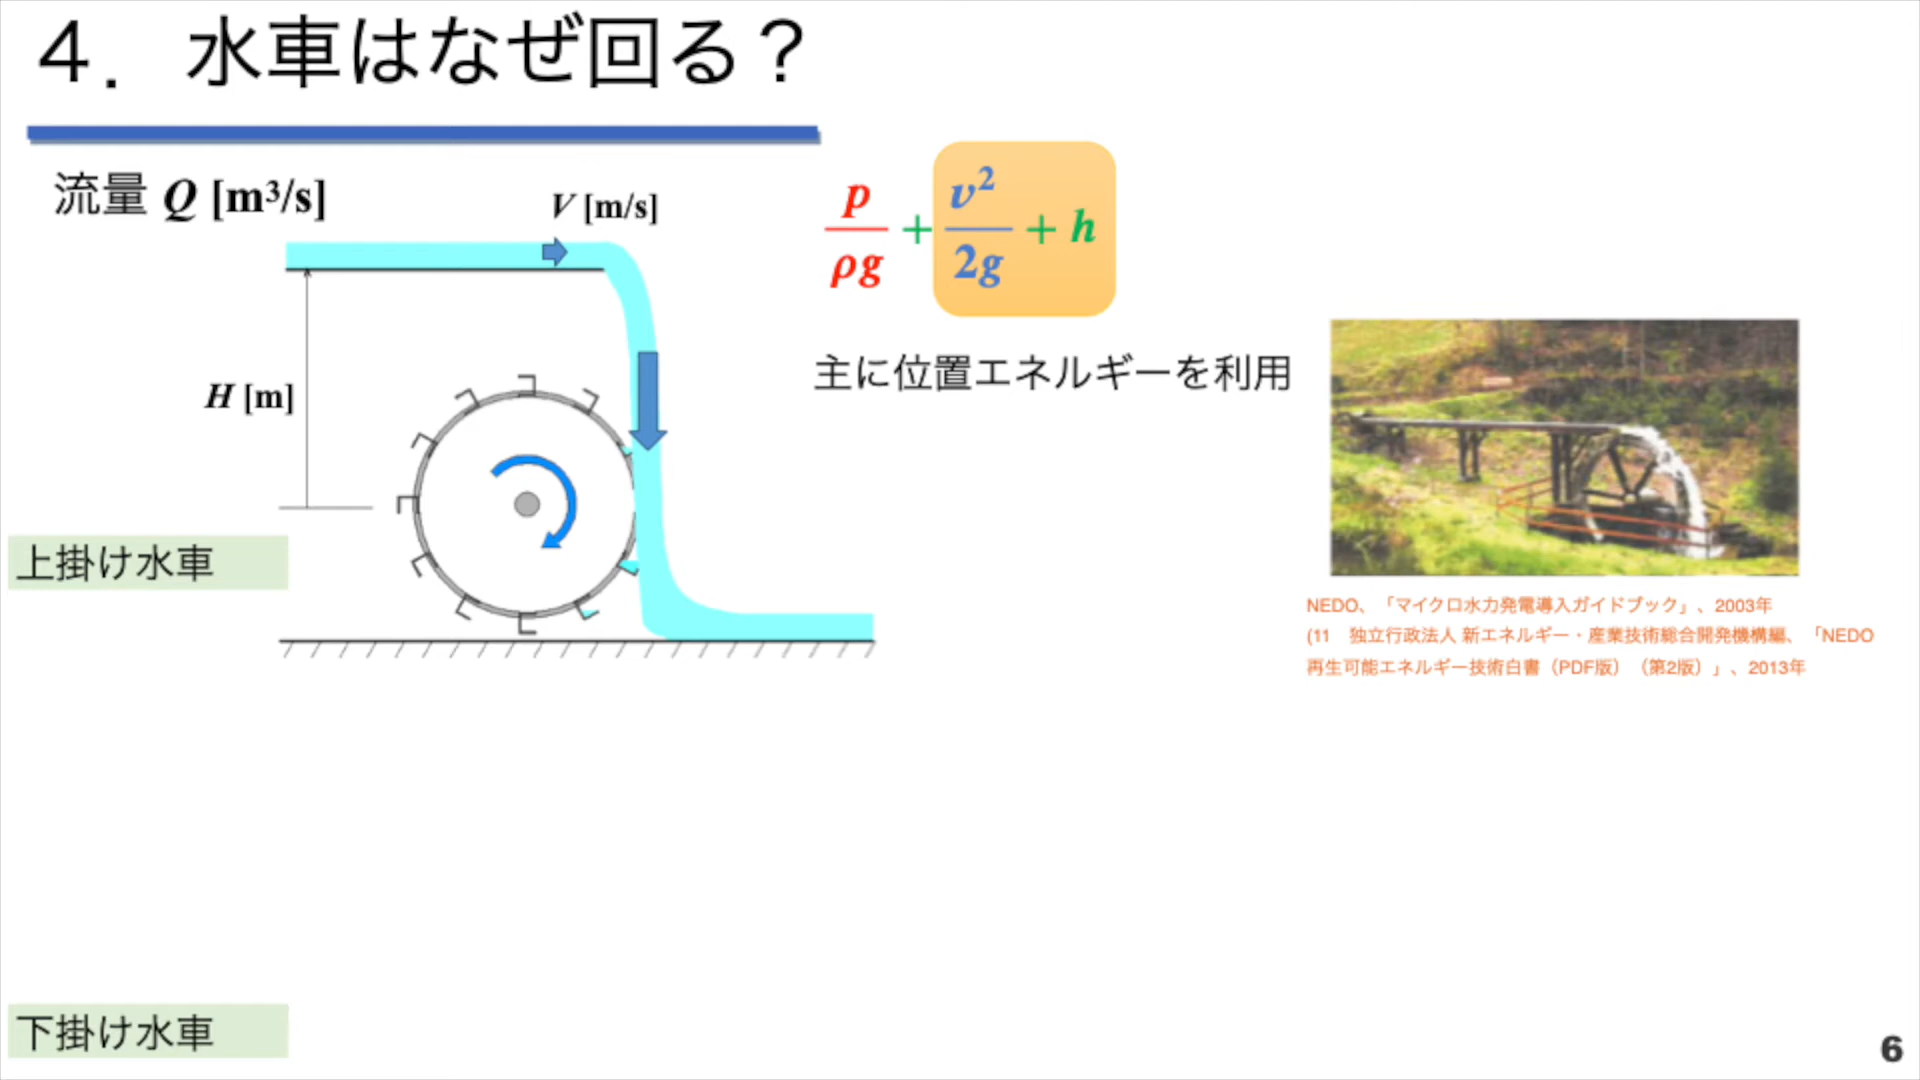 ４．水車はなぜ回る？
流量 Q [m³/s]
V [m/s]
p/ρg + v²/2g + h
主に位置エネルギーを利用
H [m]
上掛け水車
NEDO、「マイクロ水力発電導入ガイドブック」、2003年
(11　独立行政法人 新エネルギー・産業技術総合開発機構編、「NEDO
再生可能エネルギー技術白書（PDF版）（第2版）」、2013年
下掛け水車
6